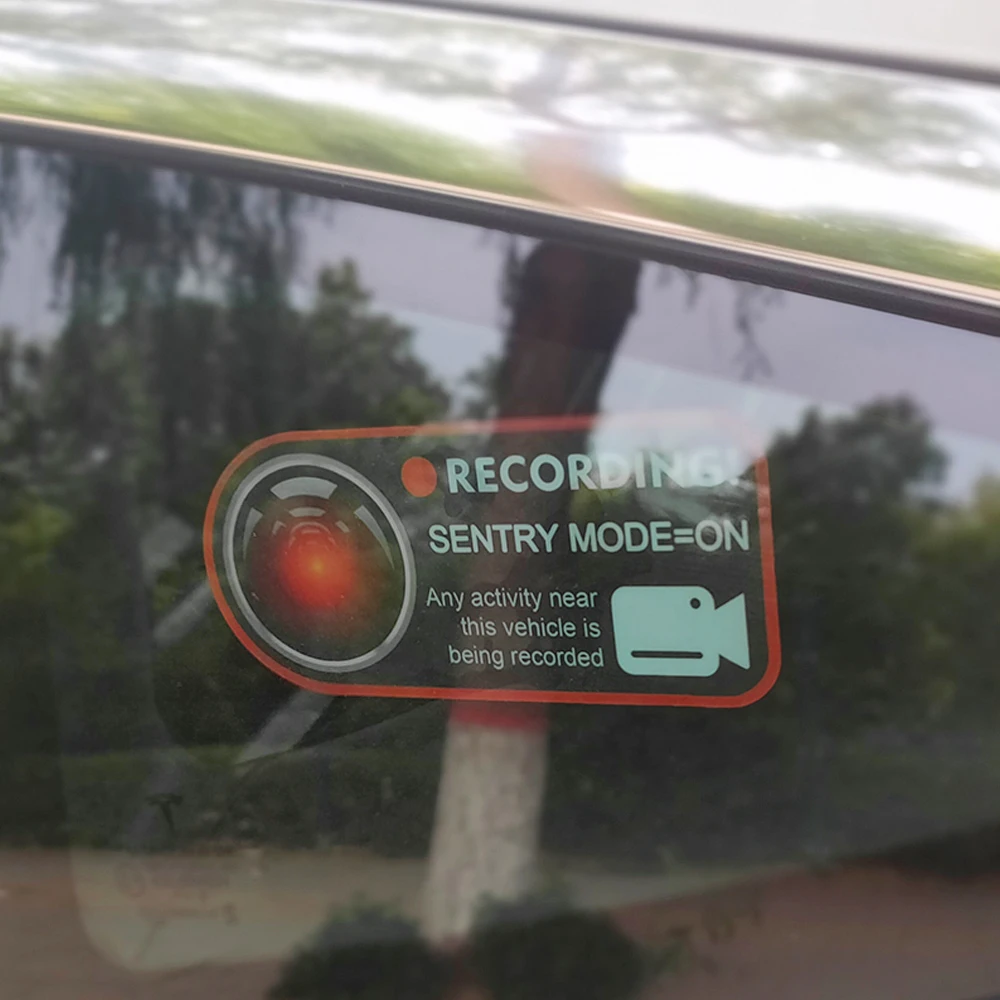 RECORDING!
SENTRY MODE=ON
Any activity near
this vehicle is
being recorded